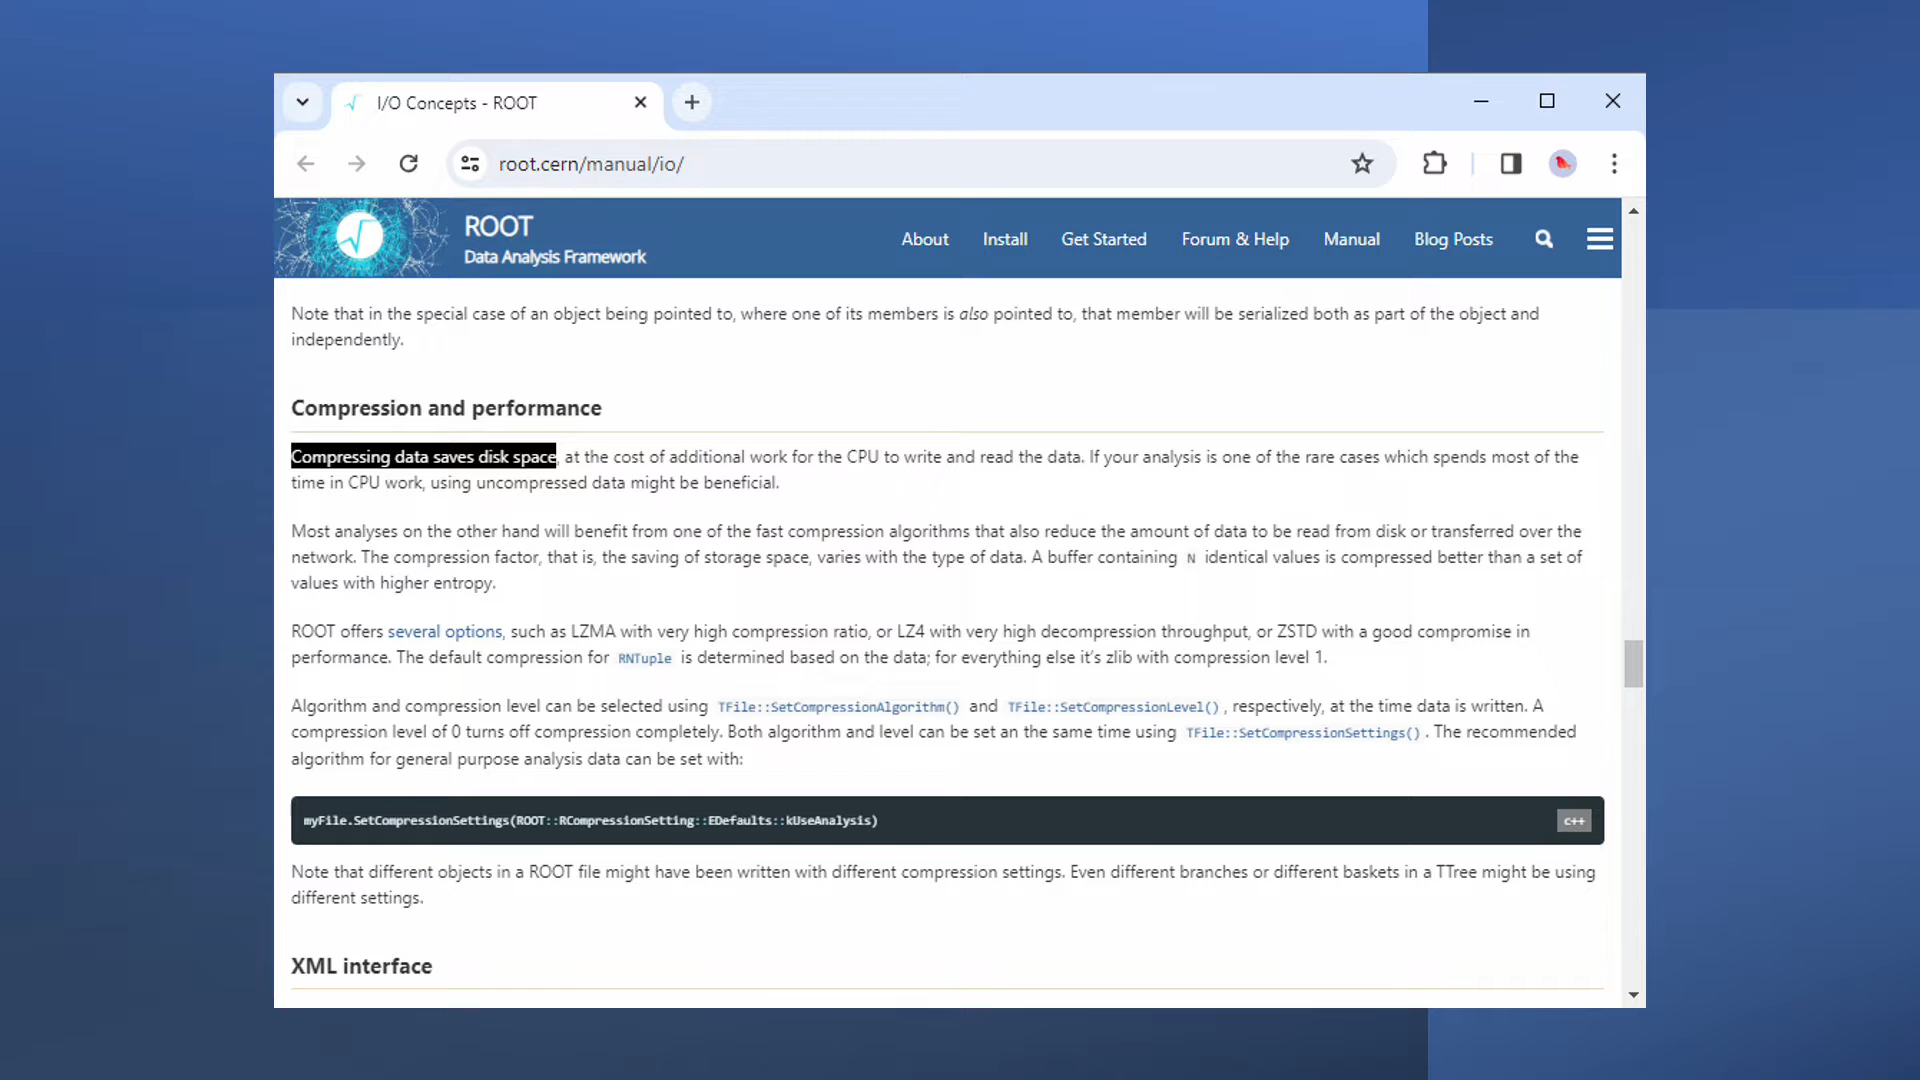 I/O Concepts - ROOT
root.cern/manual/io/
ROOT
Data Analysis Framework
About Install Get Started Forum & Help Manual Blog Posts
Note that in the special case of an object being pointed to, where one of its members is also pointed to, that member will be serialized both as part of the object and
independently.
Compression and performance
Compressing data saves disk space, at the cost of additional work for the CPU to write and read the data. If your analysis is one of the rare cases which spends most of the
time in CPU work, using uncompressed data might be beneficial.
Most analyses on the other hand will benefit from one of the fast compression algorithms that also reduce the amount of data to be read from disk or transferred over the
network. The compression factor, that is, the saving of storage space, varies with the type of data. A buffer containing N identical values is compressed better than a set of
values with higher entropy.
ROOT offers several options, such as LZMA with very high compression ratio, or LZ4 with very high decompression throughput, or ZSTD with a good compromise in
performance. The default compression for RNTuple is determined based on the data; for everything else it’s zlib with compression level 1.
Algorithm and compression level can be selected using TFile::SetCompressionAlgorithm() and TFile::SetCompressionLevel(), respectively, at the time data is written. A
compression level of 0 turns off compression completely. Both algorithm and level can be set an the same time using TFile::SetCompressionSettings(). The recommended
algorithm for general purpose analysis data can be set with:
myFile.SetCompressionSettings(ROOT::RCompressionSetting::EDefaults::kUseAnalysis)
c++
Note that different objects in a ROOT file might have been written with different compression settings. Even different branches or different baskets in a TTree might be using
different settings.
XML interface